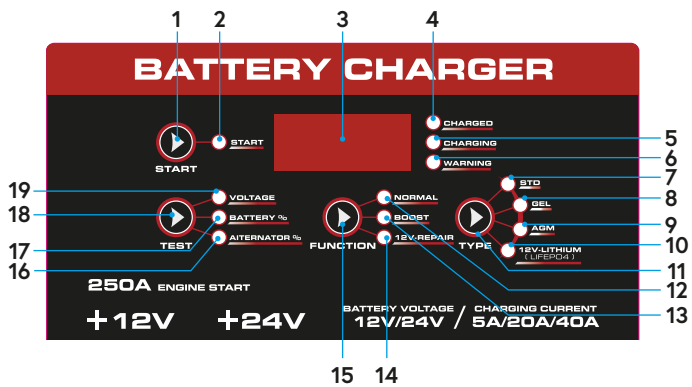 1 2 3 4
BATTERY CHARGER
START
START
CHARGED
CHARGING
WARNING
5
6
7
8
9
10
11
12
13
19
18
17
16
VOLTAGE
BATTERY %
AlTERNATOR %
TEST
NORMAL
BOOST
12V-REPAIR
FUNCTION
STD
GEL
AGM
12V-LITHIUM
( LIFEPO4 )
TYPE
250A ENGINE START
+12V +24V
BATTERY VOLTAGE / CHARGING CURRENT
12V/24V 5A/20A/40A
15 14